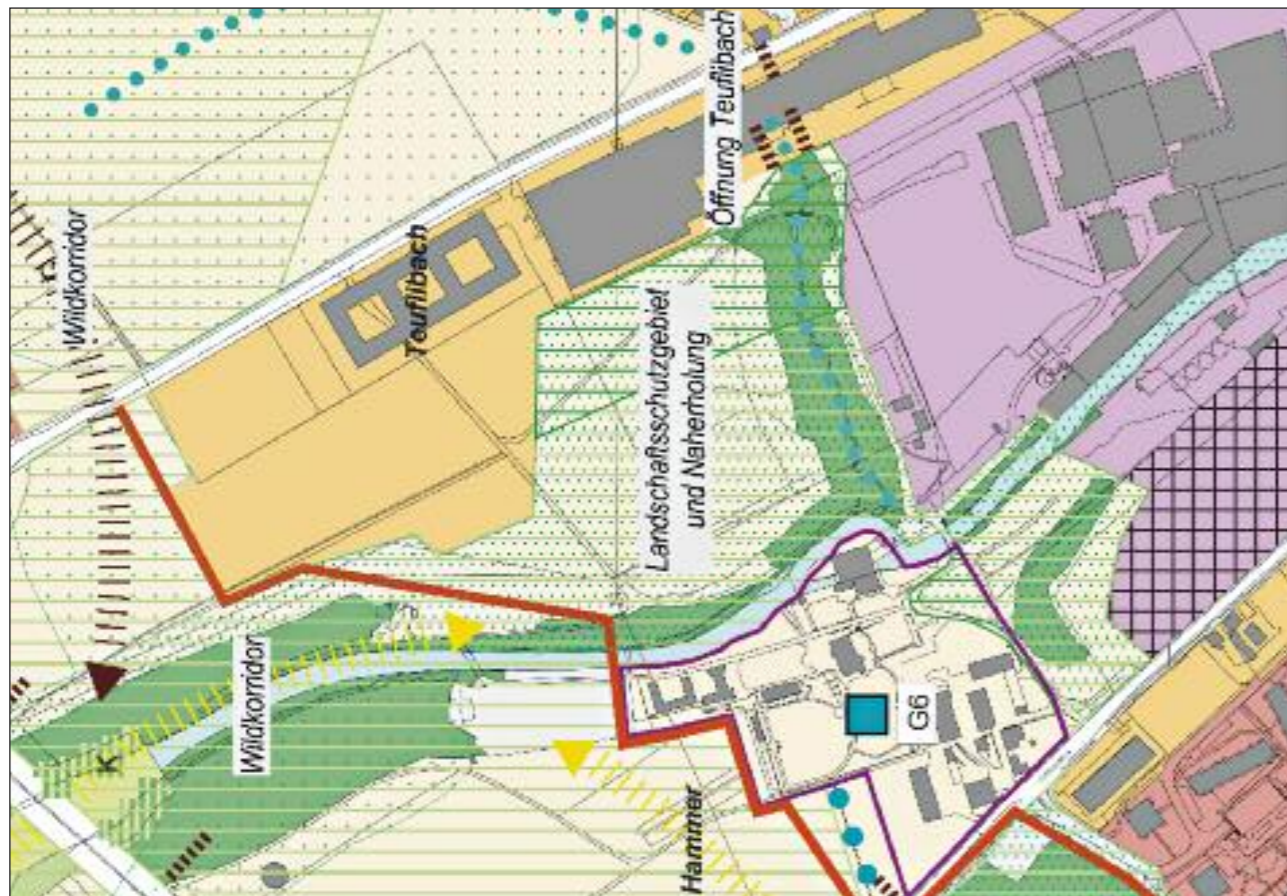 Wildkorridor
Teuflibach
Öffnung Teuflibach
Landschaftsschutzgebiet
und Naherholung
Wildkorridor
K
G6
Hammer